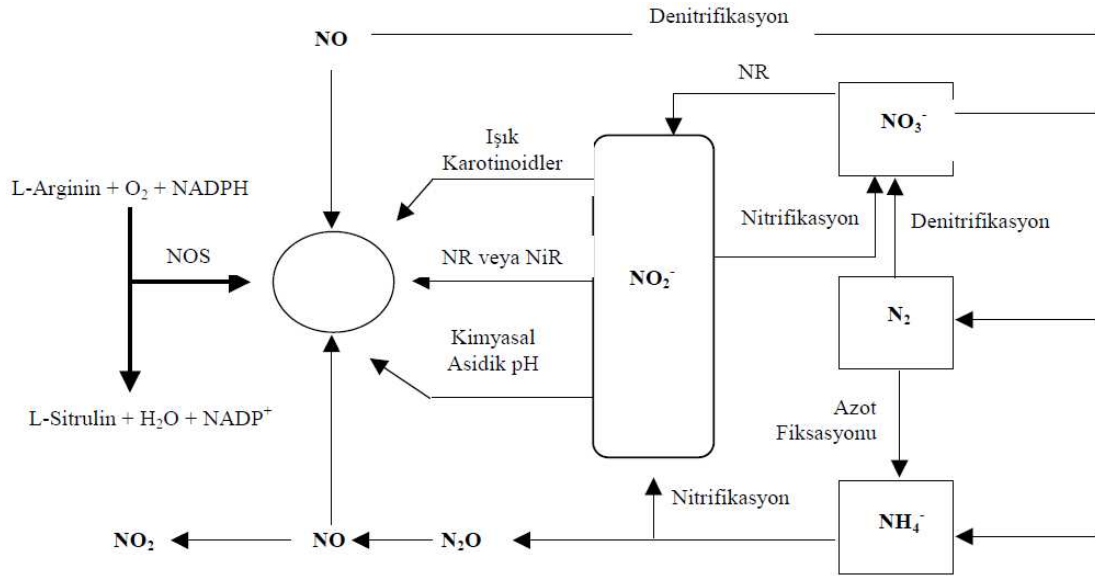 Denitrifikasyon
NO
NR
NO₃⁻
Işık
Karotinoidler
L-Arginin + O₂ + NADPH
Nitrifikasyon
Denitrifikasyon
NOS
NR veya NiR
NO₂⁻
N₂
Kimyasal
Asidik pH
L-Sitrulin + H₂O + NADP⁺
Azot
Fiksasyonu
Nitrifikasyon
NH₄⁻
NO₂
NO
N₂O